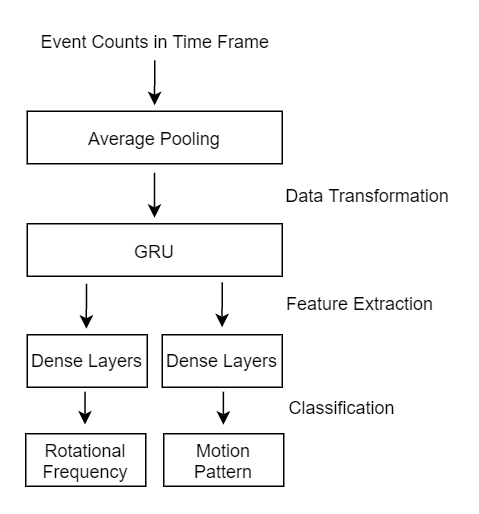 Event Counts in Time Frame
Average Pooling
Data Transformation
GRU
Feature Extraction
Dense Layers
Dense Layers
Classification
Rotational
Frequency
Motion
Pattern